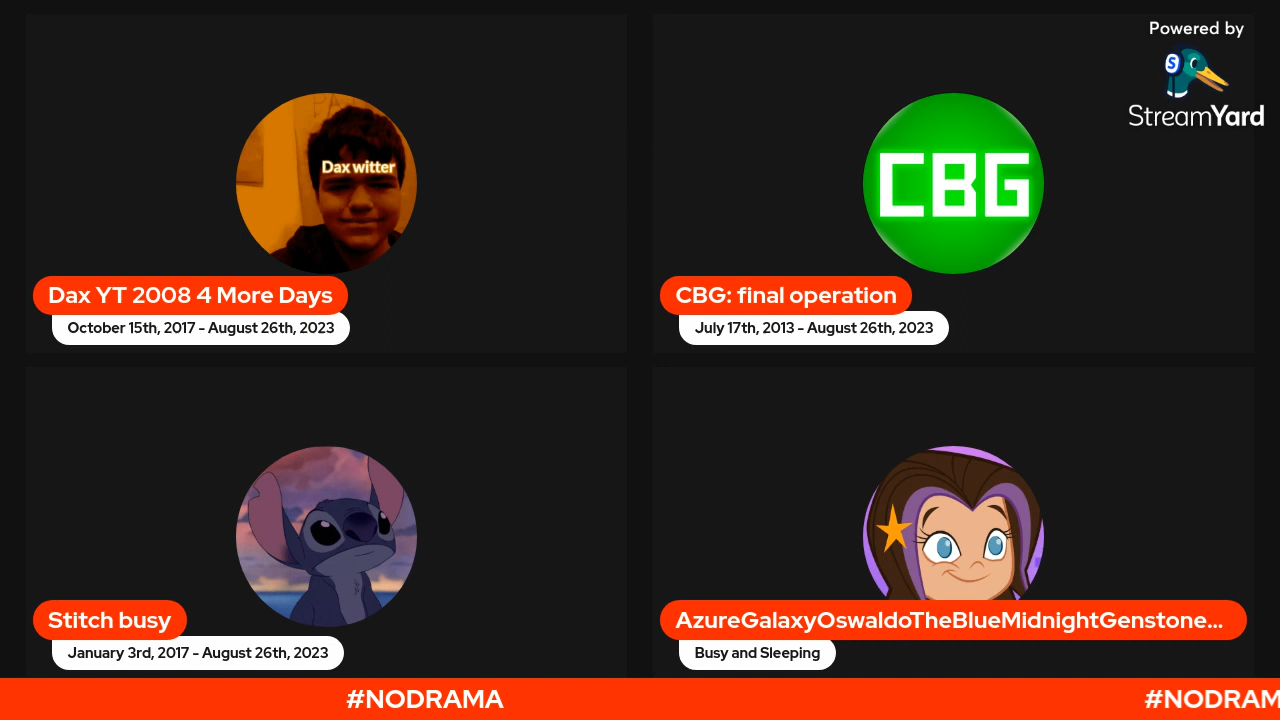 Powered by
StreamYard
Dax witter
CBG
Dax YT 2008 4 More Days
October 15th, 2017 - August 26th, 2023
CBG: final operation
July 17th, 2013 - August 26th, 2023
Stitch busy
January 3rd, 2017 - August 26th, 2023
AzureGalaxyOswaldoTheBlueMidnightGenstone...
Busy and Sleeping
#NODRAMA
#NODRAM